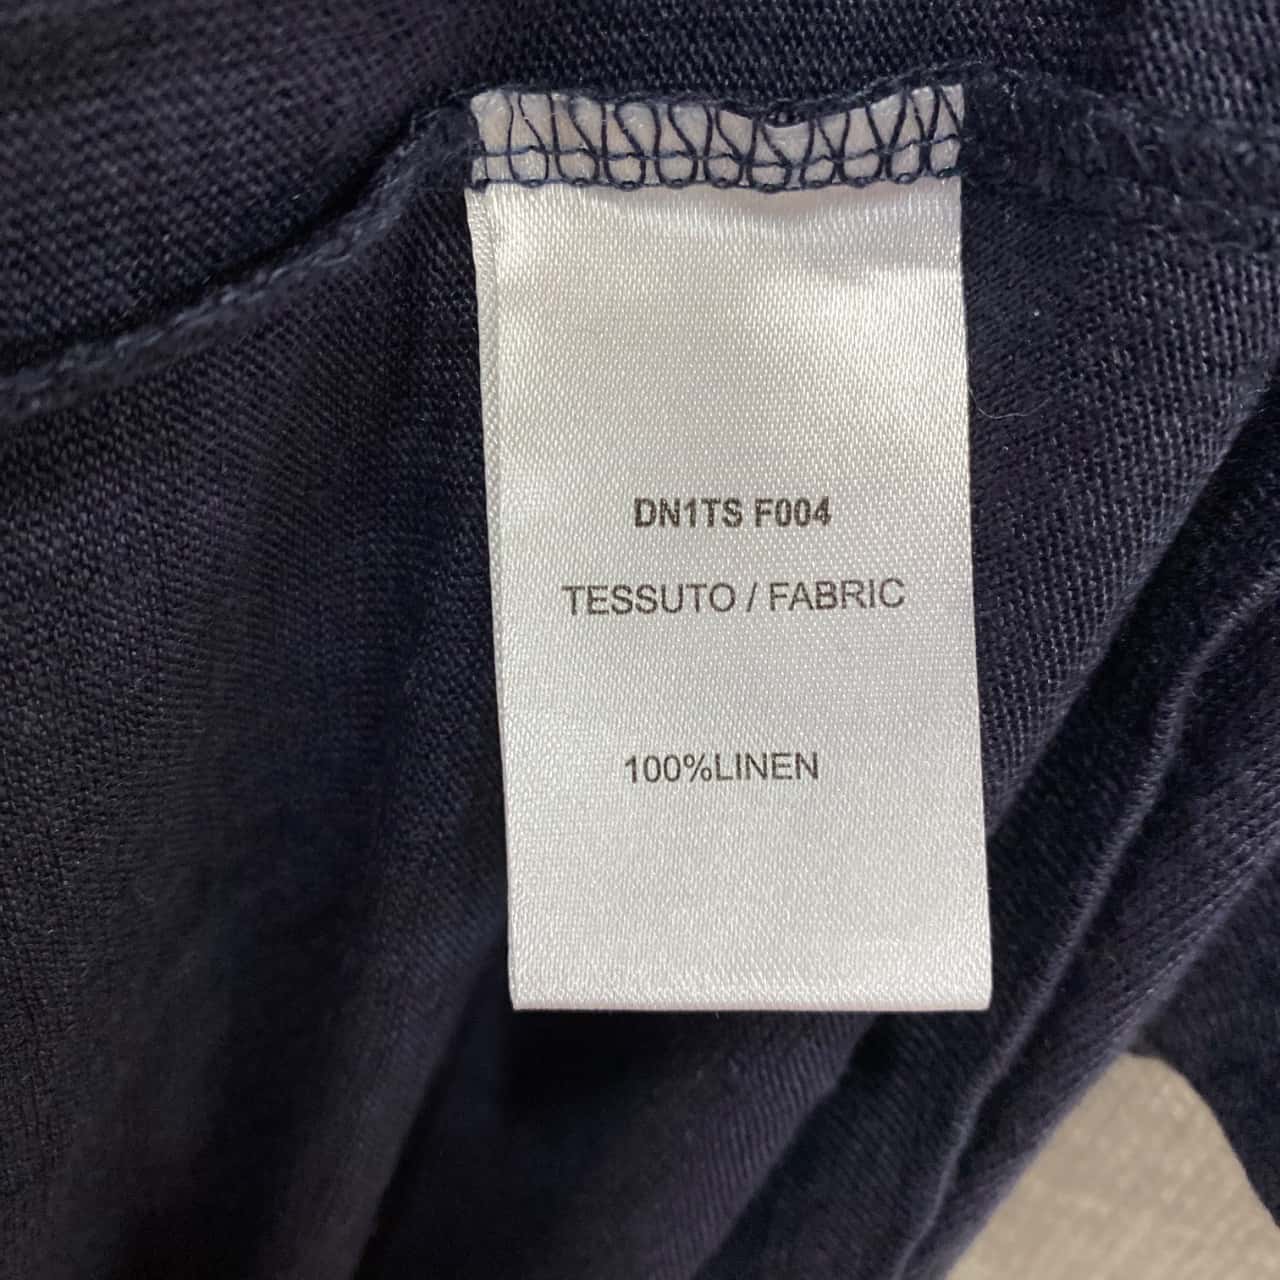 DN1TS F004
TESSUTO / FABRIC
100%LINEN